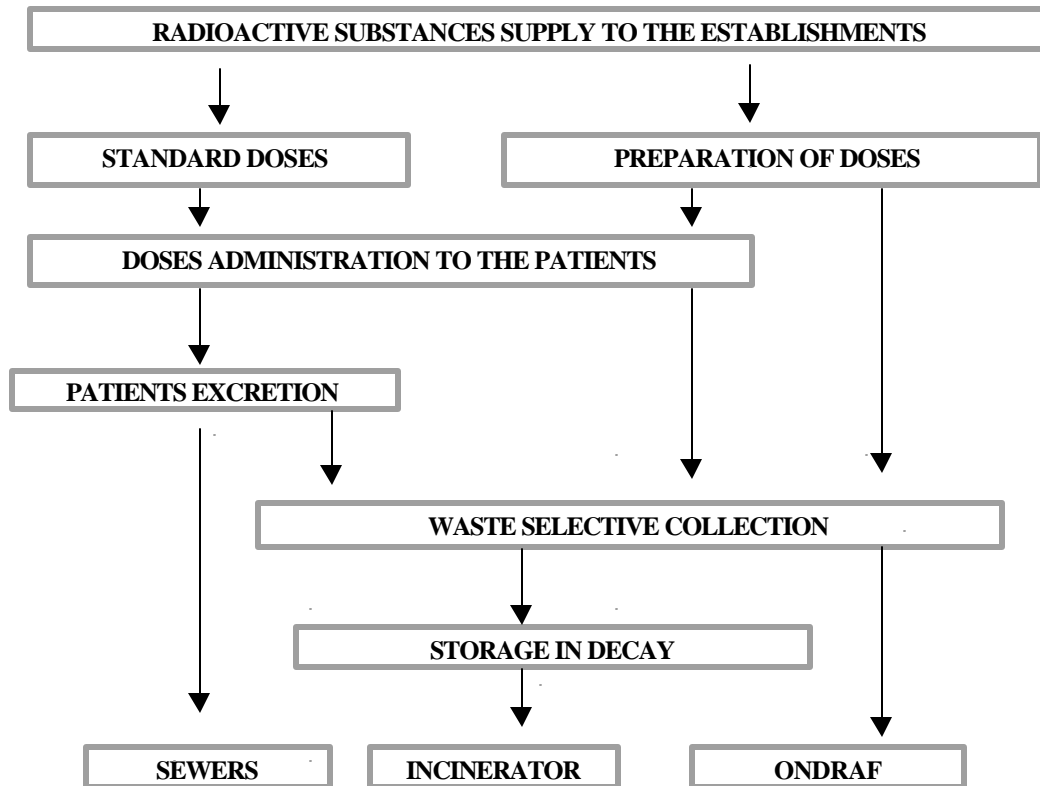 RADIOACTIVE SUBSTANCES SUPPLY TO THE ESTABLISHMENTS
STANDARD DOSES
PREPARATION OF DOSES
DOSES ADMINISTRATION TO THE PATIENTS
PATIENTS EXCRETION
WASTE SELECTIVE COLLECTION
STORAGE IN DECAY
SEWERS
INCINERATOR
ONDRAF